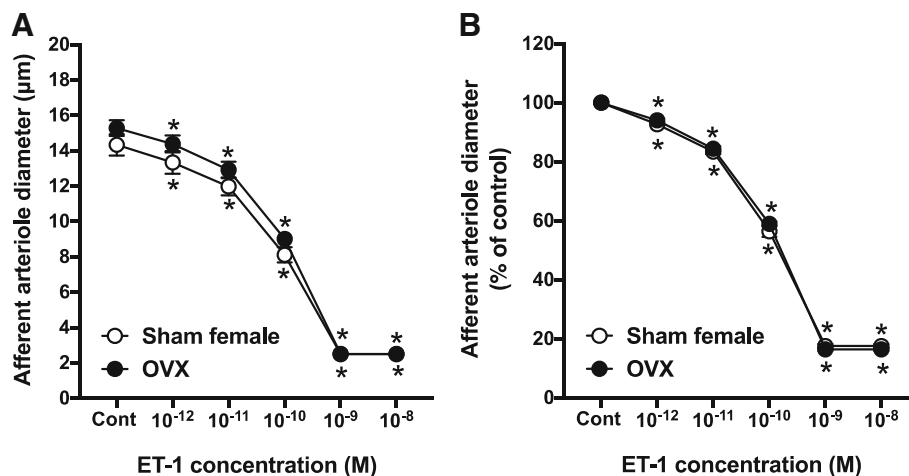 A
Afferent arteriole diameter (µm)
20
18
16
14
12
10
8
6
4
2
0
* * * * *
* * * * *
Sham female
OVX
Cont 10-12 10-11 10-10 10-9 10-8
ET-1 concentration (M)
B
Afferent arteriole diameter
(% of control)
120
100
80
60
40
20
0
* * * * *
* * * * *
Sham female
OVX
Cont 10-12 10-11 10-10 10-9 10-8
ET-1 concentration (M)